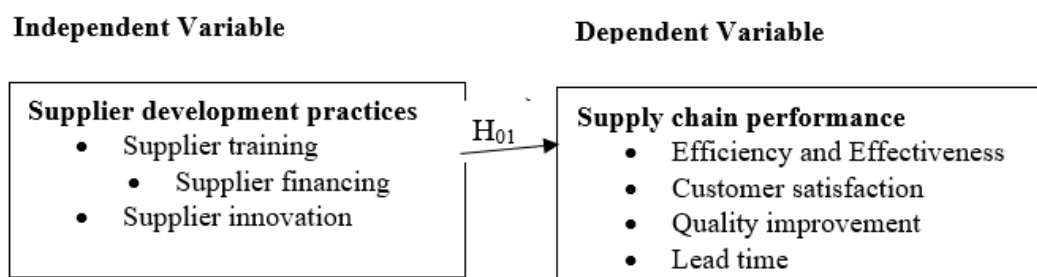 Independent Variable
Dependent Variable
Supplier development practices
• Supplier training
• Supplier financing
• Supplier innovation
H₀₁
Supply chain performance
• Efficiency and Effectiveness
• Customer satisfaction
• Quality improvement
• Lead time